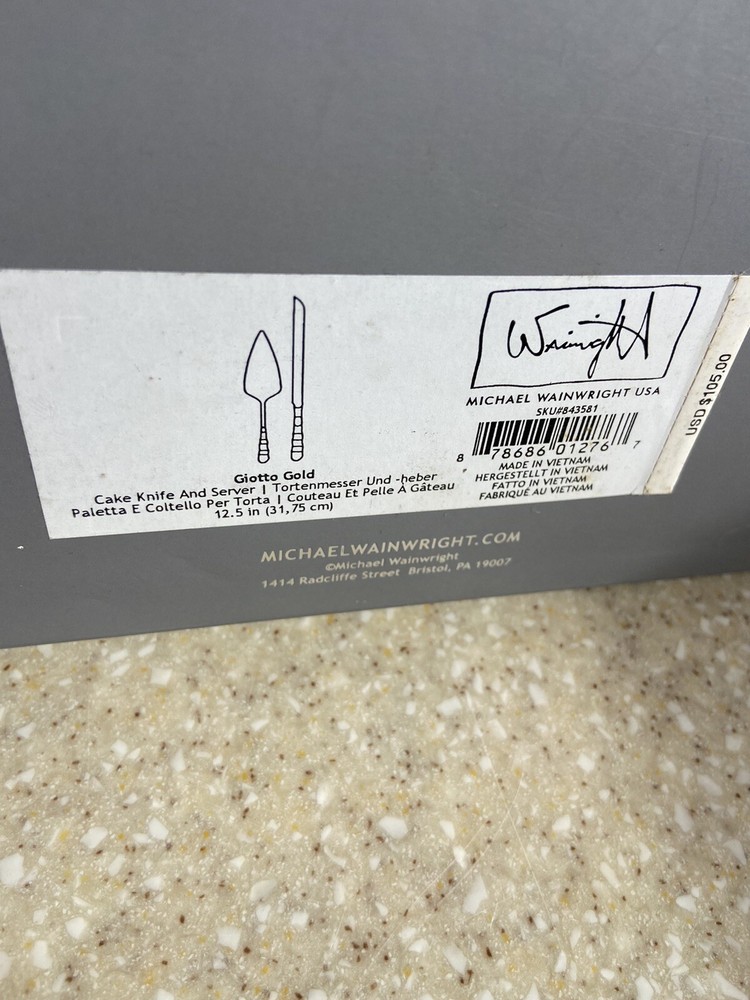 Giotto Gold
Cake Knife And Server | Tortenmesser Und -heber
Paletta E Coltello Per Torta | Couteau Et Pelle À Gâteau
12.5 in (31,75 cm)
Wainwright
MICHAEL WAINWRIGHT USA
SKU#843581
8 78686 01276 7
MADE IN VIETNAM
HERGESTELLT IN VIETNAM
FATTO IN VIETNAM
FABRIQUÉ AU VIETNAM
USD $105.00
MICHAELWAINWRIGHT.COM
©Michael Wainwright
1414 Radcliffe Street Bristol, PA 19007